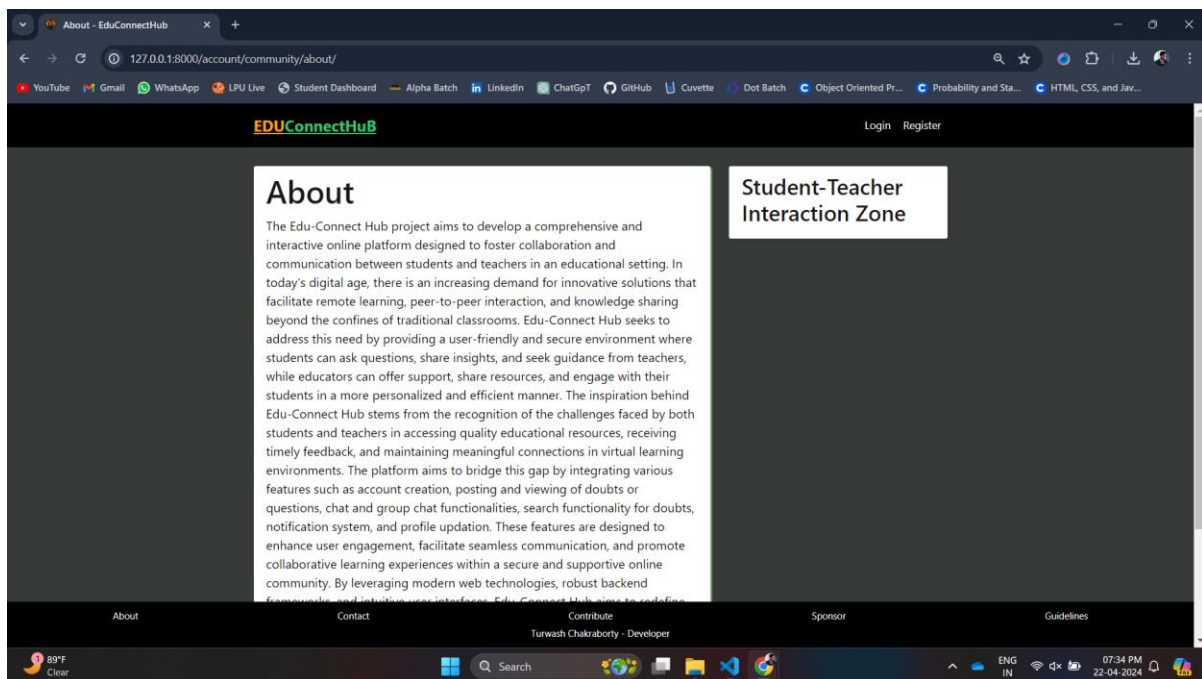 About - EduConnectHub
127.0.0.1:8000/account/community/about/
YouTube Gmail WhatsApp LPU Live Student Dashboard Alpha Batch LinkedIn ChatGpT GitHub Cuvette Dot Batch Object Oriented Pr... Probability and Sta... HTML, CSS, and Jav...
EDUConnectHuB
Login Register
About
The Edu-Connect Hub project aims to develop a comprehensive and
interactive online platform designed to foster collaboration and
communication between students and teachers in an educational setting. In
today's digital age, there is an increasing demand for innovative solutions that
facilitate remote learning, peer-to-peer interaction, and knowledge sharing
beyond the confines of traditional classrooms. Edu-Connect Hub seeks to
address this need by providing a user-friendly and secure environment where
students can ask questions, share insights, and seek guidance from teachers,
while educators can offer support, share resources, and engage with their
students in a more personalized and efficient manner. The inspiration behind
Edu-Connect Hub stems from the recognition of the challenges faced by both
students and teachers in accessing quality educational resources, receiving
timely feedback, and maintaining meaningful connections in virtual learning
environments. The platform aims to bridge this gap by integrating various
features such as account creation, posting and viewing of doubts or
questions, chat and group chat functionalities, search functionality for doubts,
notification system, and profile updation. These features are designed to
enhance user engagement, facilitate seamless communication, and promote
collaborative learning experiences within a secure and supportive online
community. By leveraging modern web technologies, robust backend
frameworks, and intuitive user interfaces, Edu-Connect Hub aims to redefine
Student-Teacher
Interaction Zone
About Contact Contribute Sponsor Guidelines
Turwash Chakraborty - Developer
1
89°F
Clear
Search
ENG
IN
07:34 PM
22-04-2024